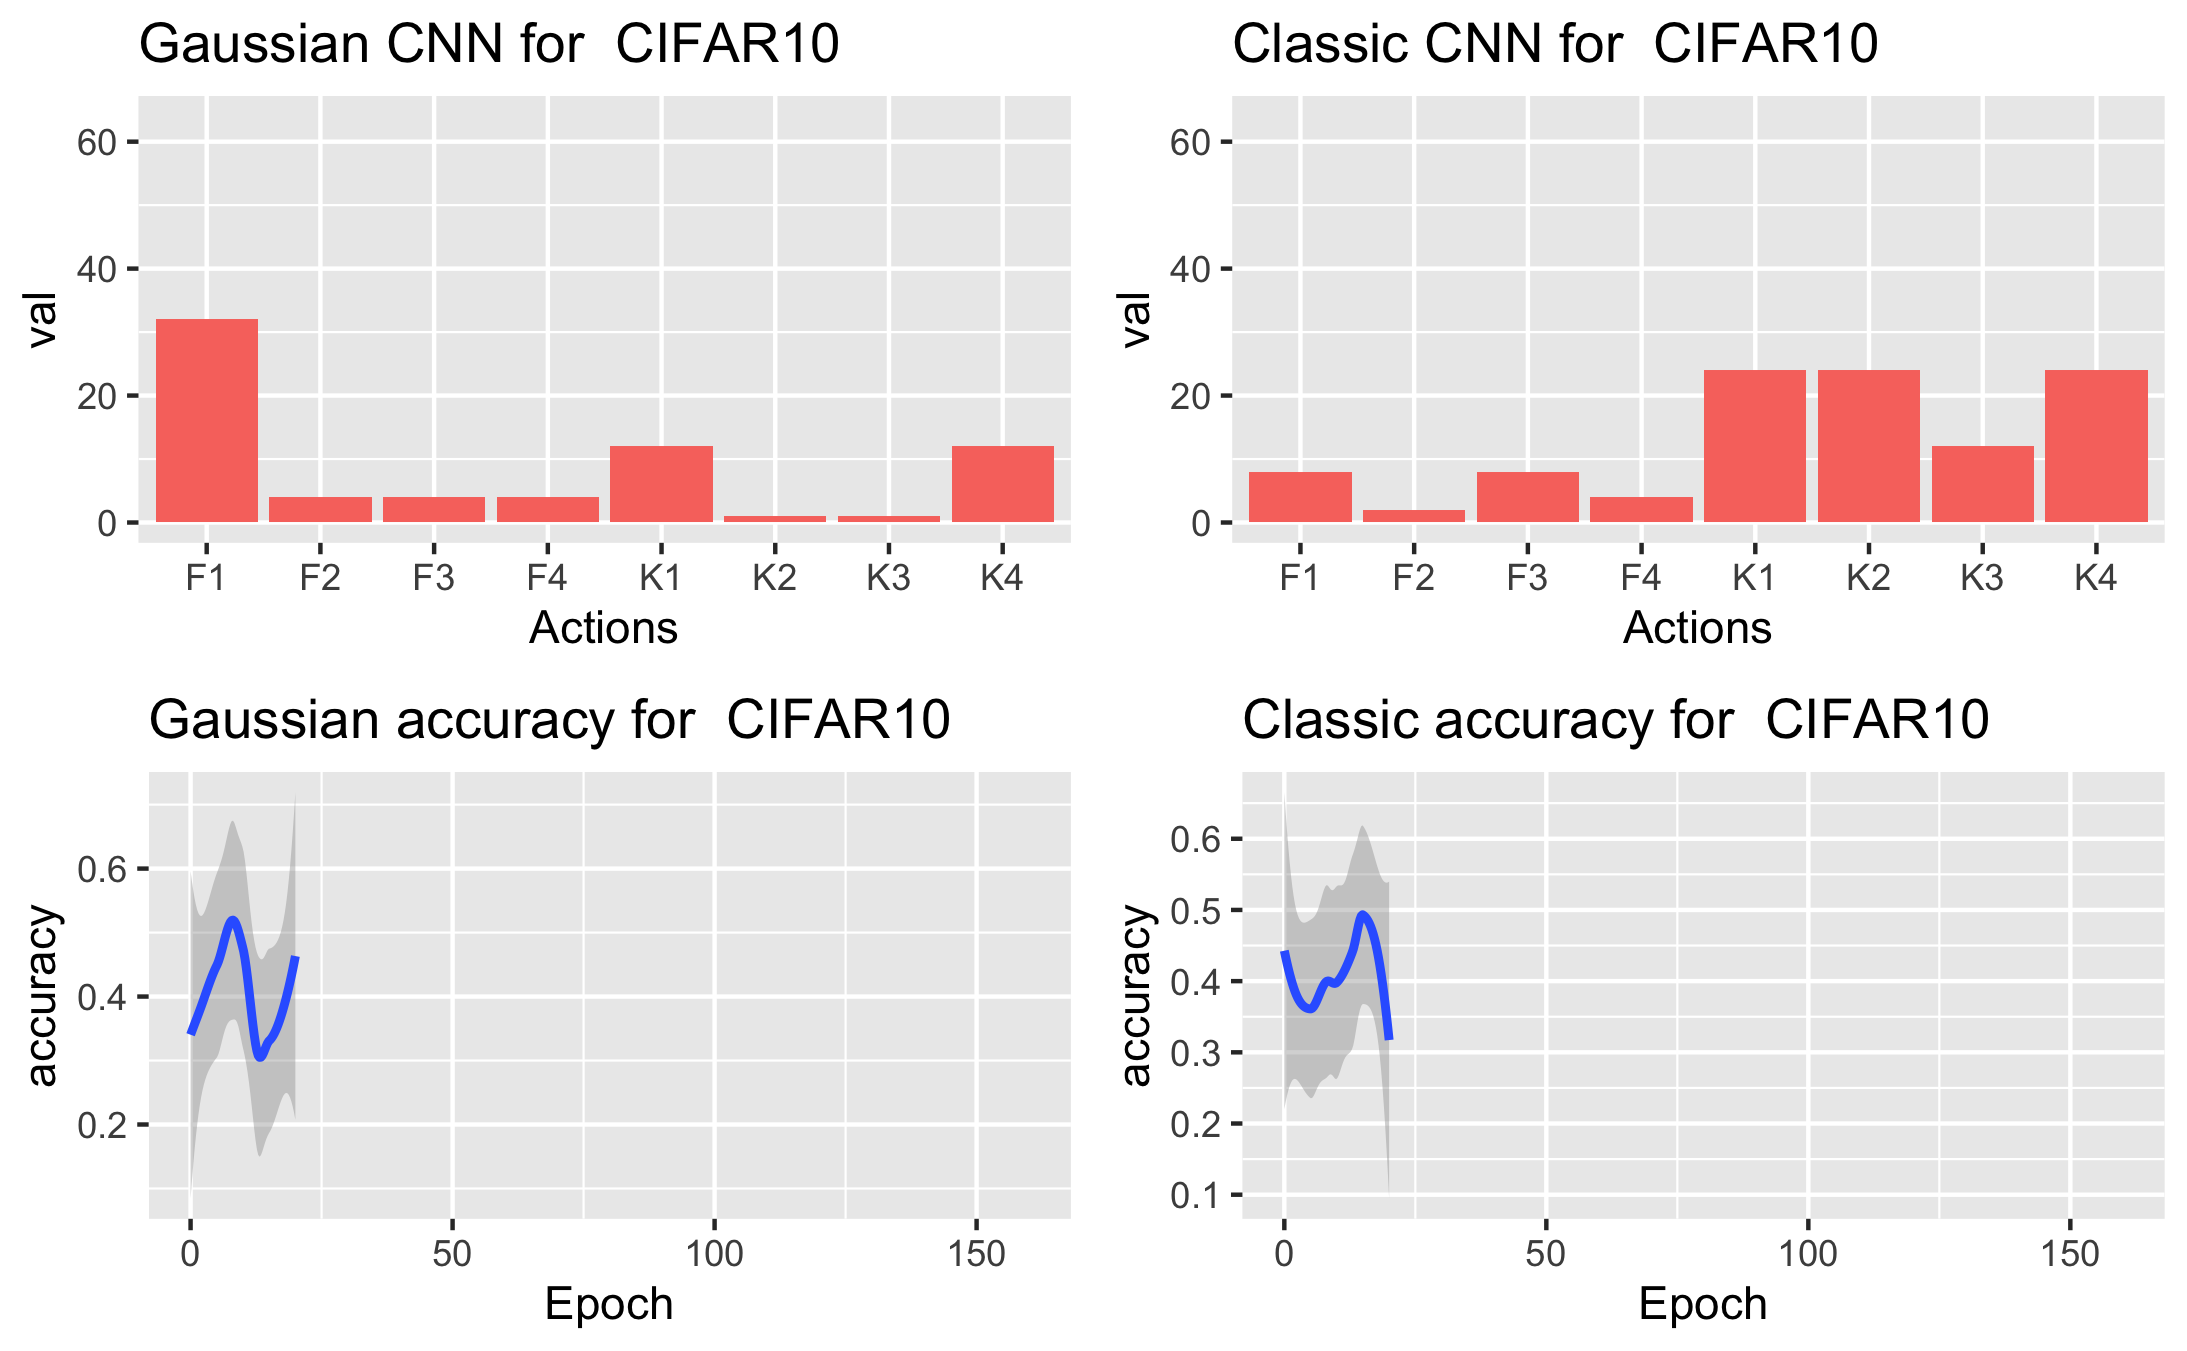 Gaussian CNN for  CIFAR10
val
60
40
20
0
F1 F2 F3 F4 K1 K2 K3 K4
Actions
Classic CNN for  CIFAR10
val
60
40
20
0
F1 F2 F3 F4 K1 K2 K3 K4
Actions
Gaussian accuracy for  CIFAR10
accuracy
0.6
0.4
0.2
0 50 100 150
Epoch
Classic accuracy for  CIFAR10
accuracy
0.6
0.5
0.4
0.3
0.2
0.1
0 50 100 150
Epoch